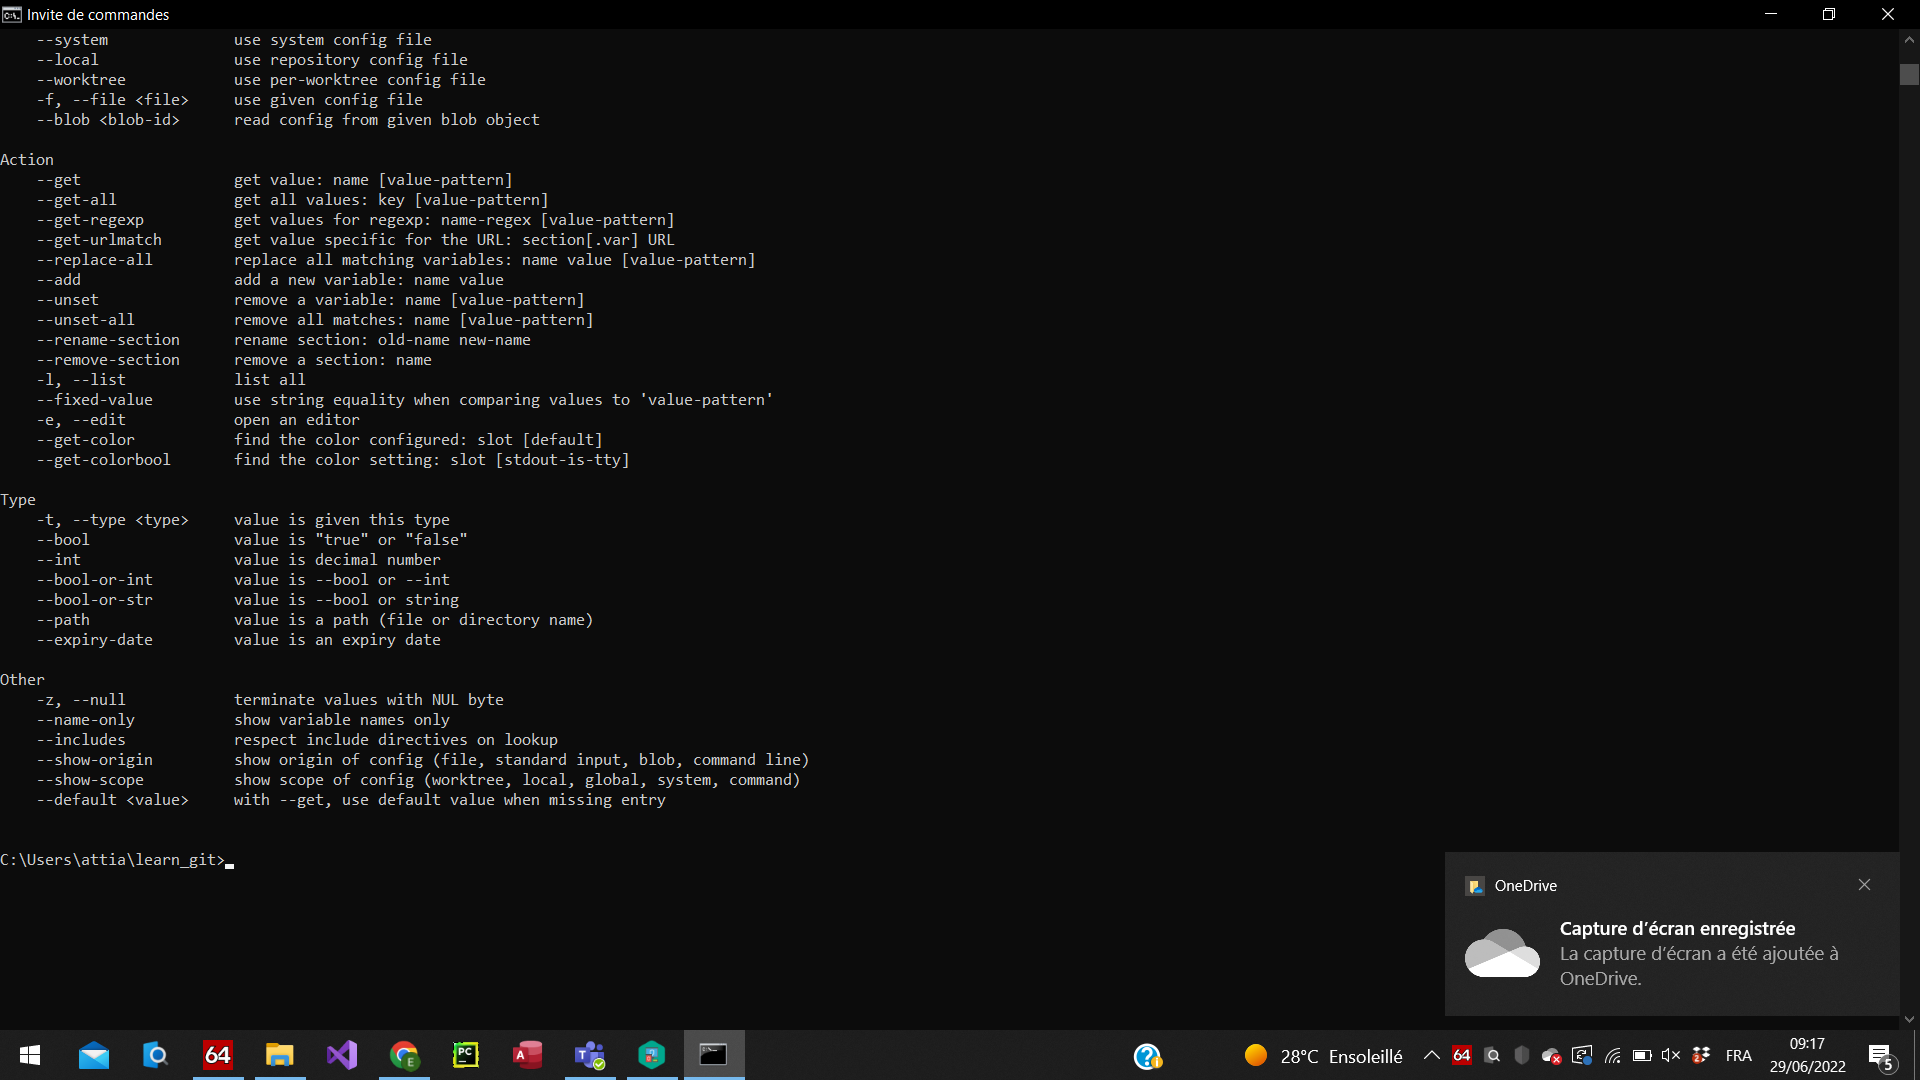 Invite de commandes
--system use system config file
--local use repository config file
--worktree use per-worktree config file
-f, --file <file> use given config file
--blob <blob-id> read config from given blob object
Action
--get get value: name [value-pattern]
--get-all get all values: key [value-pattern]
--get-regexp get values for regexp: name-regex [value-pattern]
--get-urlmatch get value specific for the URL: section[.var] URL
--replace-all replace all matching variables: name value [value-pattern]
--add add a new variable: name value
--unset remove a variable: name [value-pattern]
--unset-all remove all matches: name [value-pattern]
--rename-section rename section: old-name new-name
--remove-section remove a section: name
-l, --list list all
--fixed-value use string equality when comparing values to 'value-pattern'
-e, --edit open an editor
--get-color find the color configured: slot [default]
--get-colorbool find the color setting: slot [stdout-is-tty]
Type
-t, --type <type> value is given this type
--bool value is "true" or "false"
--int value is decimal number
--bool-or-int value is --bool or --int
--bool-or-str value is --bool or string
--path value is a path (file or directory name)
--expiry-date value is an expiry date
Other
-z, --null terminate values with NUL byte
--name-only show variable names only
--includes respect include directives on lookup
--show-origin show origin of config (file, standard input, blob, command line)
--show-scope show scope of config (worktree, local, global, system, command)
--default <value> with --get, use default value when missing entry
C:\Users\attia\learn_git>
OneDrive
Capture d'écran enregistrée
La capture d'écran a été ajoutée à
OneDrive.
64
E
PC
A
T
28°C Ensoleillé
64
2
FRA
09:17
29/06/2022
5